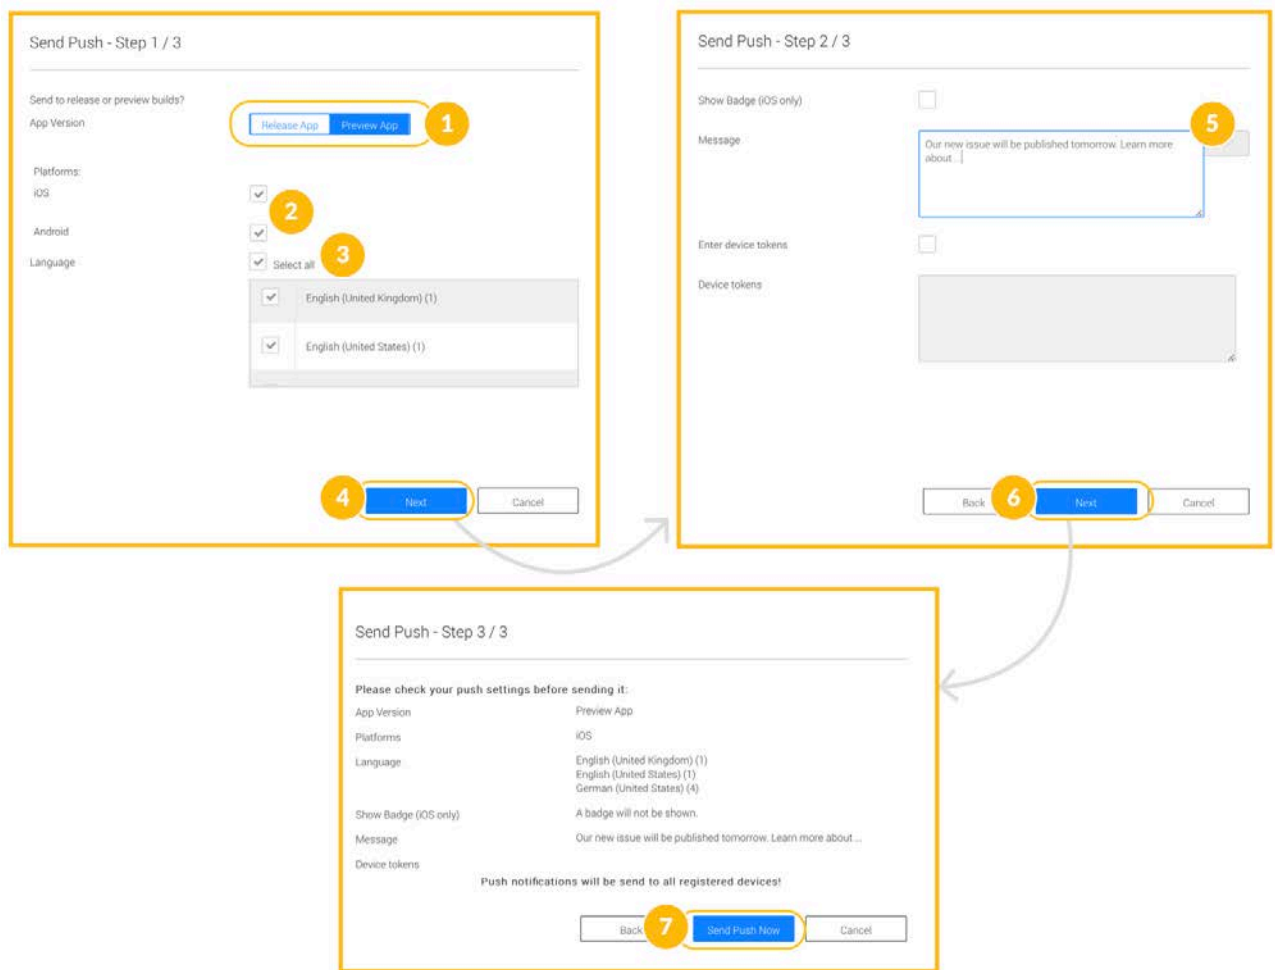 Send Push - Step 1 / 3
Send to release or preview builds?
App Version
Release App
Preview App
1
Platforms:
iOS
2
Android
Language
Select all
3
English (United Kingdom) (1)
English (United States) (1)
4
Next
Cancel
Send Push - Step 2 / 3
Show Badge (iOS only)
5
Message
Our new issue will be published tomorrow. Learn more
about...
Enter device tokens
Device tokens
Back
6
Next
Cancel
Send Push - Step 3 / 3
Please check your push settings before sending it:
App Version
Preview App
Platforms
iOS
Language
English (United Kingdom) (1)
English (United States) (1)
German (United States) (4)
Show Badge (iOS only)
A badge will not be shown.
Message
Our new issue will be published tomorrow. Learn more about ...
Device tokens
Push notifications will be send to all registered devices!
Back
7
Send Push Now
Cancel